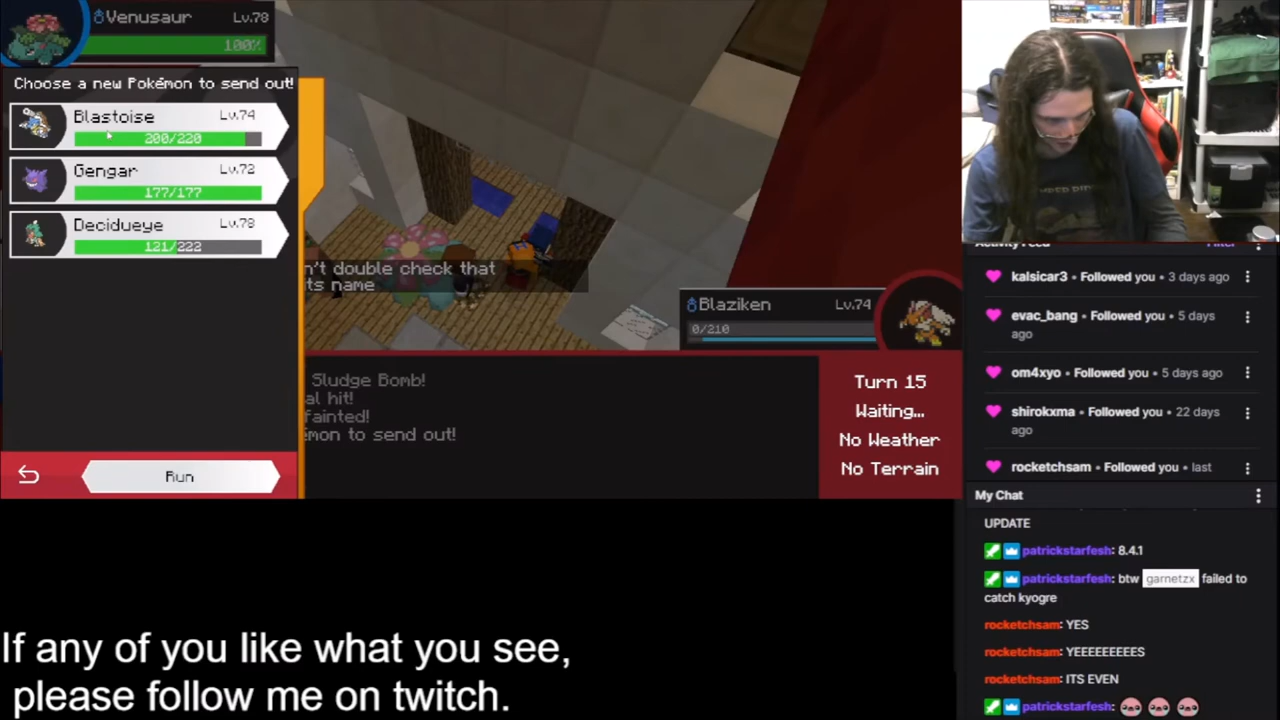 Venusaur Lv.78
100%
Choose a new Pokémon to send out!
Blastoise Lv.74
200/220
Gengar Lv.72
177/177
Decidueye Lv.78
121/222
Run
n't double check that
ts name
Blaziken Lv.74
0/210
Sludge Bomb!
al hit!
fainted!
émon to send out!
Turn 15
Waiting...
No Weather
No Terrain
Activity Feed Filter
kalsicar3 • Followed you • 3 days ago
evac_bang • Followed you • 5 days
ago
om4xyo • Followed you • 5 days ago
shirokxma • Followed you • 22 days
ago
rocketchsam • Followed you • last
My Chat
UPDATE
patrickstarfesh: 8.4.1
patrickstarfesh: btw garnetzx failed to
catch kyogre
rocketchsam: YES
rocketchsam: YEEEEEEEEES
rocketchsam: ITS EVEN
patrickstarfesh:
If any of you like what you see,
please follow me on twitch.